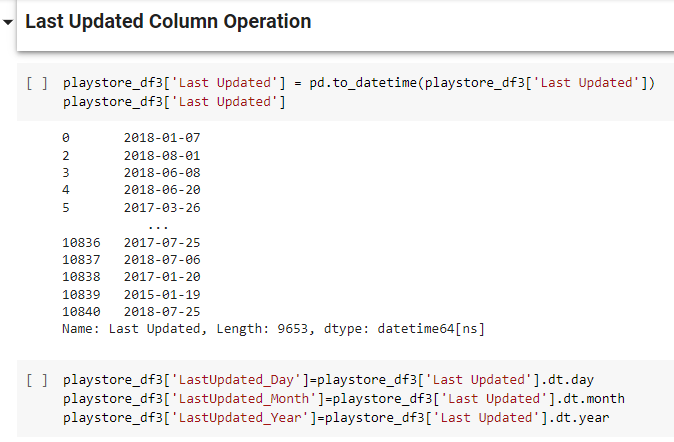 Last Updated Column Operation
[ ] playstore_df3['Last Updated'] = pd.to_datetime(playstore_df3['Last Updated'])
playstore_df3['Last Updated']
0 2018-01-07
2 2018-08-01
3 2018-06-08
4 2018-06-20
5 2017-03-26
...
10836 2017-07-25
10837 2018-07-06
10838 2017-01-20
10839 2015-01-19
10840 2018-07-25
Name: Last Updated, Length: 9653, dtype: datetime64[ns]
[ ] playstore_df3['LastUpdated_Day']=playstore_df3['Last Updated'].dt.day
playstore_df3['LastUpdated_Month']=playstore_df3['Last Updated'].dt.month
playstore_df3['LastUpdated_Year']=playstore_df3['Last Updated'].dt.year